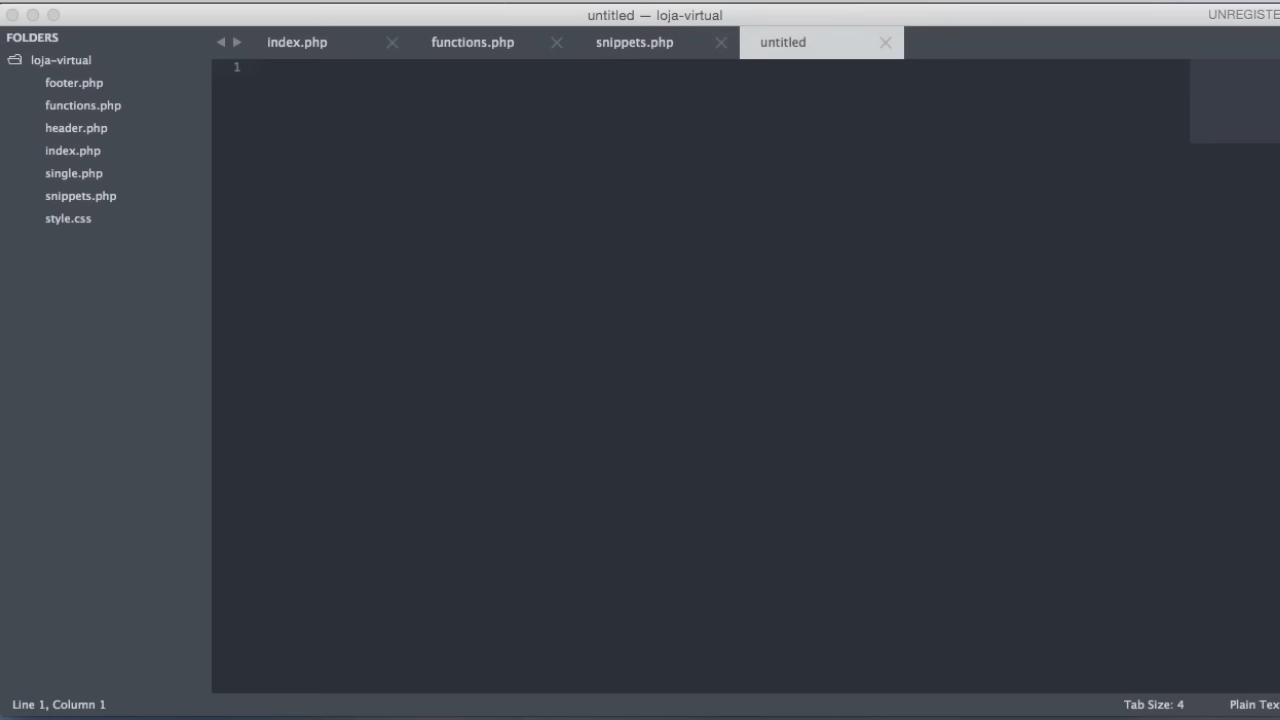 untitled — loja-virtual
UNREGISTE
FOLDERS
loja-virtual
footer.php
functions.php
header.php
index.php
single.php
snippets.php
style.css
index.php
functions.php
snippets.php
untitled
1
Line 1, Column 1
Tab Size: 4
Plain Tex